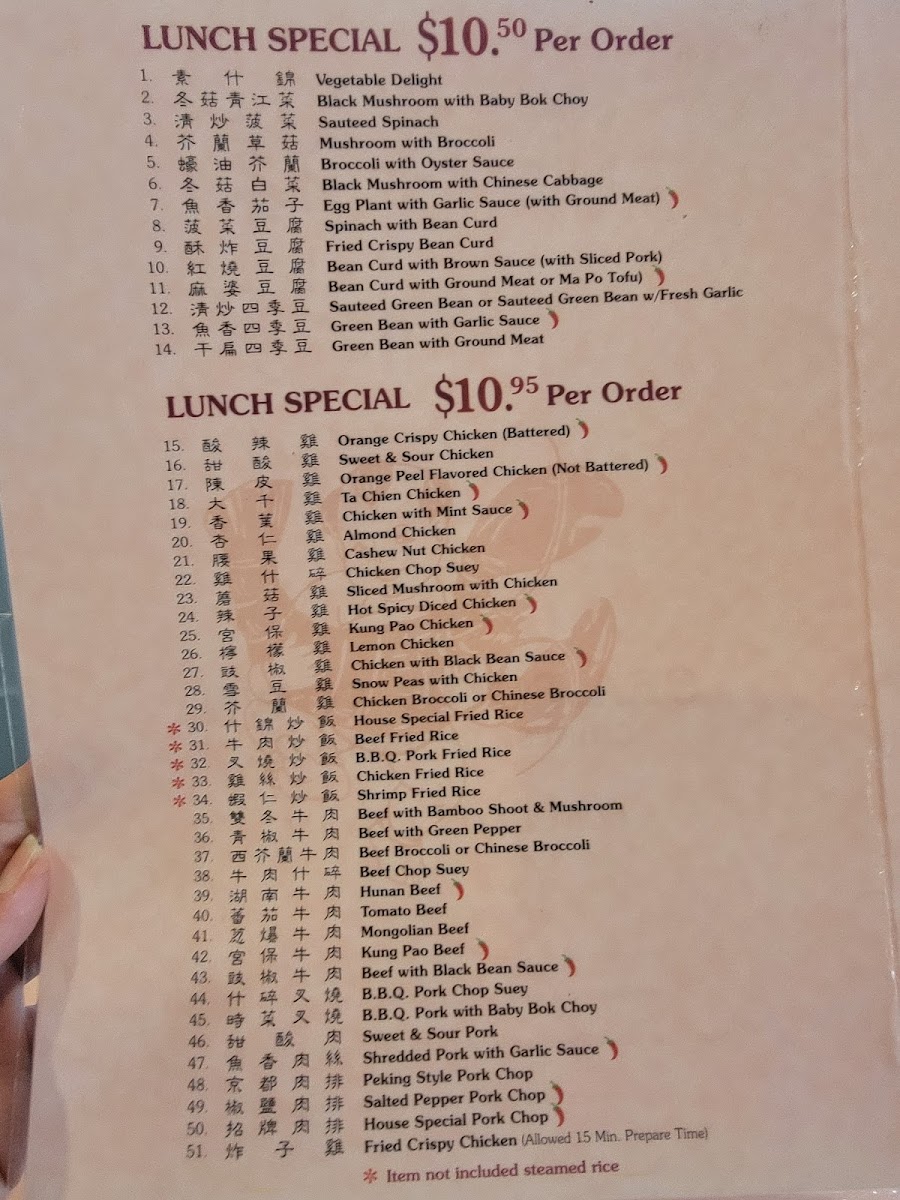 LUNCH SPECIAL $10.50 Per Order
1. 素什錦 Vegetable Delight
2. 冬菇青江菜 Black Mushroom with Baby Bok Choy
3. 清炒菠菜 Sauteed Spinach
4. 芥蘭草菇 Mushroom with Broccoli
5. 蠔油芥蘭 Broccoli with Oyster Sauce
6. 冬菇白菜 Black Mushroom with Chinese Cabbage
7. 魚香茄子 Egg Plant with Garlic Sauce (with Ground Meat)
8. 菠菜豆腐 Spinach with Bean Curd
9. 酥炸豆腐 Fried Crispy Bean Curd
10. 紅燒豆腐 Bean Curd with Brown Sauce (with Sliced Pork)
11. 麻婆豆腐 Bean Curd with Ground Meat or Ma Po Tofu)
12. 清炒四季豆 Sauteed Green Bean or Sauteed Green Bean w/Fresh Garlic
13. 魚香四季豆 Green Bean with Garlic Sauce
14. 干扁四季豆 Green Bean with Ground Meat
LUNCH SPECIAL $10.95 Per Order
15. 酸辣雞 Orange Crispy Chicken (Battered)
16. 甜酸雞 Sweet & Sour Chicken
17. 陳皮雞 Orange Peel Flavored Chicken (Not Battered)
18. 大千雞 Ta Chien Chicken
19. 香葉雞 Chicken with Mint Sauce
20. 杏仁雞 Almond Chicken
21. 腰果雞 Cashew Nut Chicken
22. 雞什碎 Chicken Chop Suey
23. 蘑菇雞 Sliced Mushroom with Chicken
24. 辣子雞 Hot Spicy Diced Chicken
25. 宮保雞 Kung Pao Chicken
26. 檸檬雞 Lemon Chicken
27. 豉椒雞 Chicken with Black Bean Sauce
28. 雪豆雞 Snow Peas with Chicken
29. 芥蘭雞 Chicken Broccoli or Chinese Broccoli
* 30. 什錦炒飯 House Special Fried Rice
* 31. 牛肉炒飯 Beef Fried Rice
* 32. 叉燒炒飯 B.B.Q. Pork Fried Rice
* 33. 雞絲炒飯 Chicken Fried Rice
* 34. 蝦仁炒飯 Shrimp Fried Rice
35. 雙冬牛肉 Beef with Bamboo Shoot & Mushroom
36. 青椒牛肉 Beef with Green Pepper
37. 西芥蘭牛肉 Beef Broccoli or Chinese Broccoli
38. 牛肉什碎 Beef Chop Suey
39. 湖南牛肉 Hunan Beef
40. 蕃茄牛肉 Tomato Beef
41. 葱爆牛肉 Mongolian Beef
42. 宮保牛肉 Kung Pao Beef
43. 豉椒牛肉 Beef with Black Bean Sauce
44. 什碎叉燒 B.B.Q. Pork Chop Suey
45. 時菜叉燒 B.B.Q. Pork with Baby Bok Choy
46. 甜酸肉 Sweet & Sour Pork
47. 魚香肉絲 Shredded Pork with Garlic Sauce
48. 京都肉排 Peking Style Pork Chop
49. 椒鹽肉排 Salted Pepper Pork Chop
50. 招牌肉排 House Special Pork Chop
51. 炸子雞 Fried Crispy Chicken (Allowed 15 Min. Prepare Time)
* Item not included steamed rice